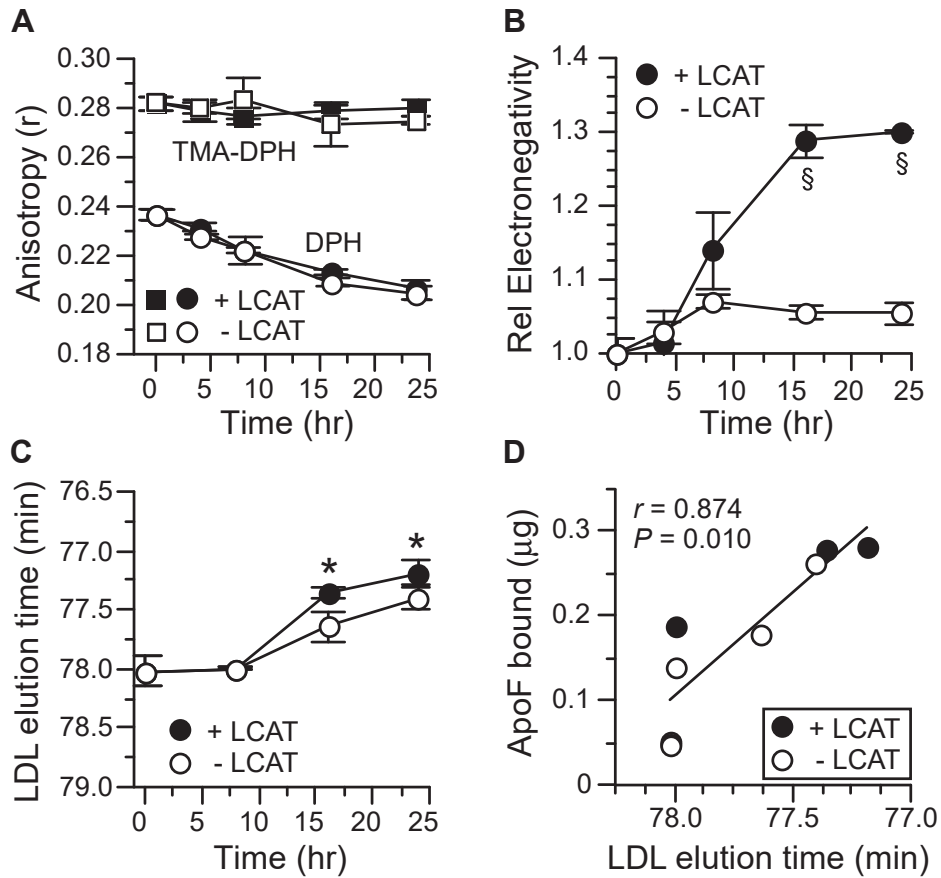 A
Anisotropy (r)
0.30
0.28
0.26
0.24
0.22
0.20
0.18
TMA-DPH
DPH
+ LCAT
- LCAT
0 5 10 15 20 25
Time (hr)
B
Rel Electronegativity
1.4
1.3
1.2
1.1
1.0
+ LCAT
- LCAT
§ §
0 5 10 15 20 25
Time (hr)
C
LDL elution time (min)
76.5
77.0
77.5
78.0
78.5
79.0
* *
+ LCAT
- LCAT
0 5 10 15 20 25
Time (hr)
D
ApoF bound (µg)
0.3
0.2
0.1
0
r = 0.874
P = 0.010
+ LCAT
- LCAT
78.0 77.5 77.0
LDL elution time (min)